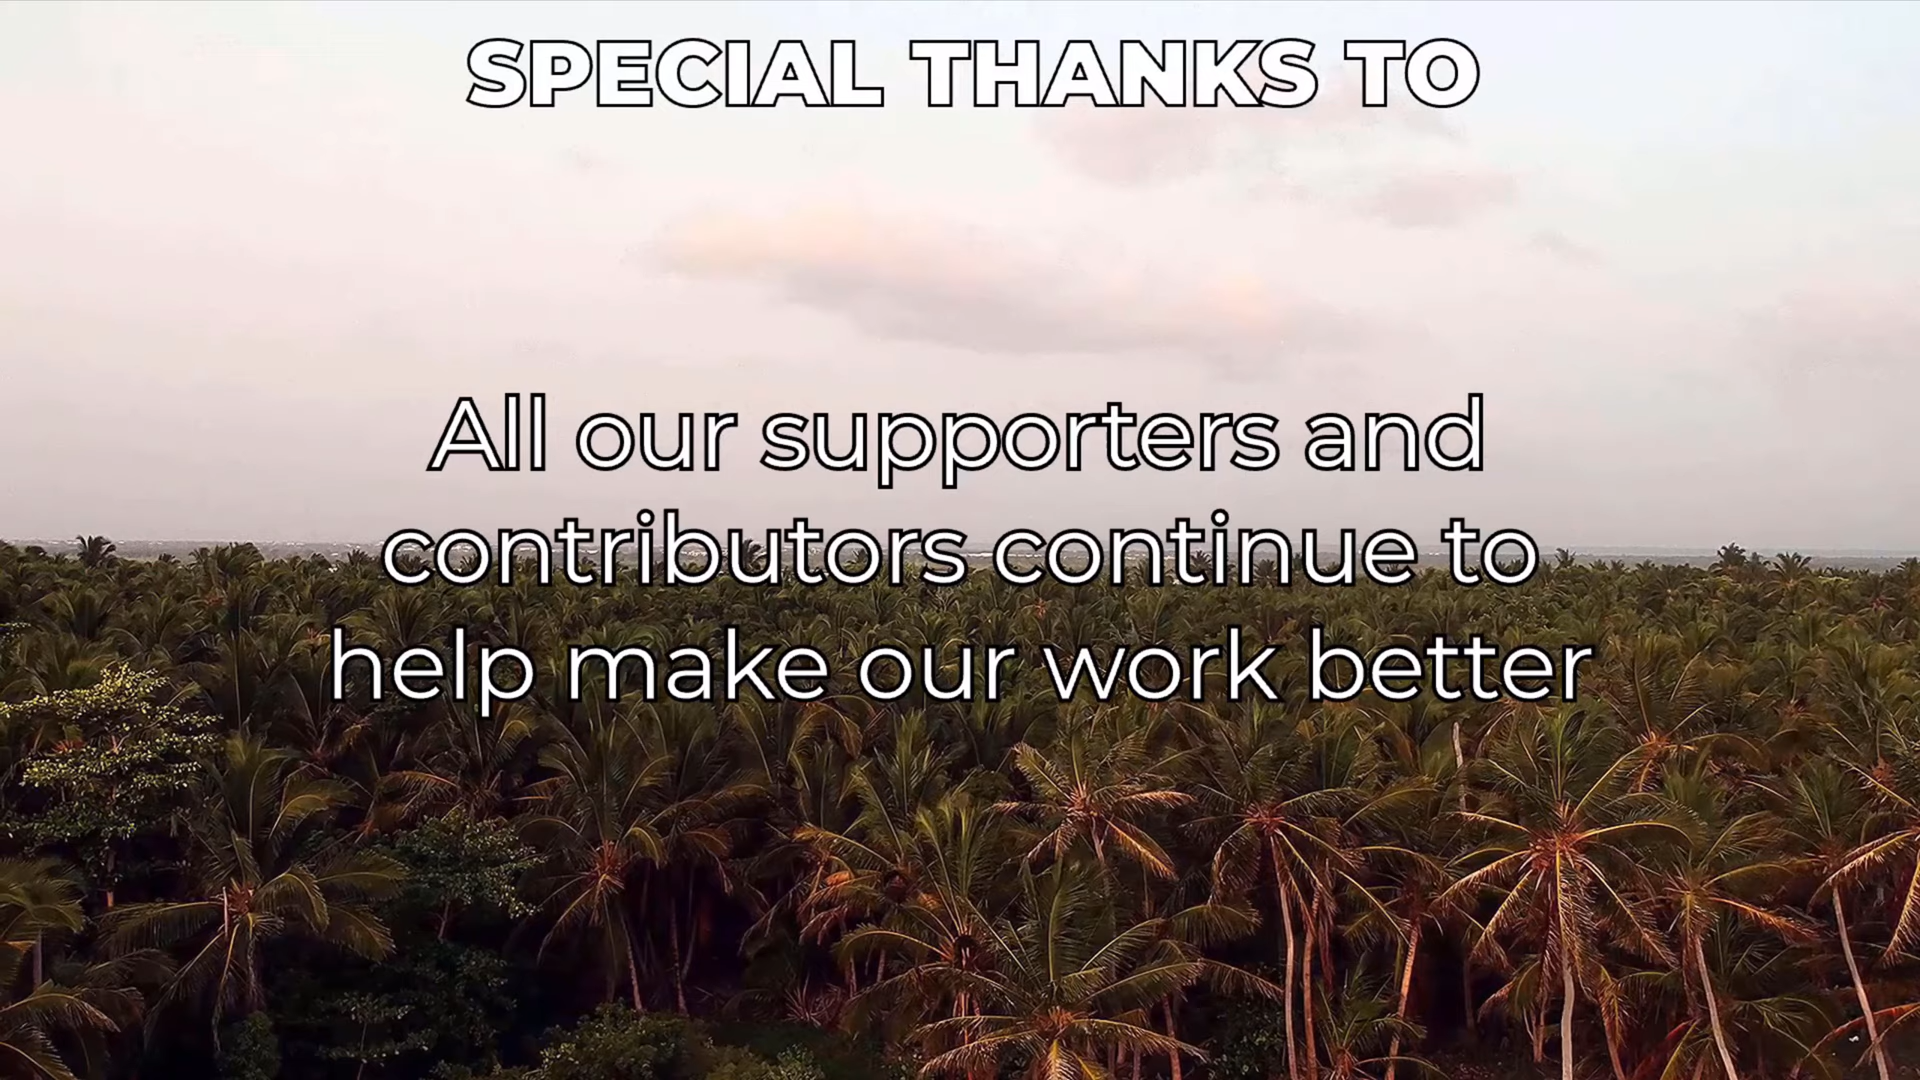 SPECIAL THANKS TO
All our supporters and
contributors continue to
help make our work better